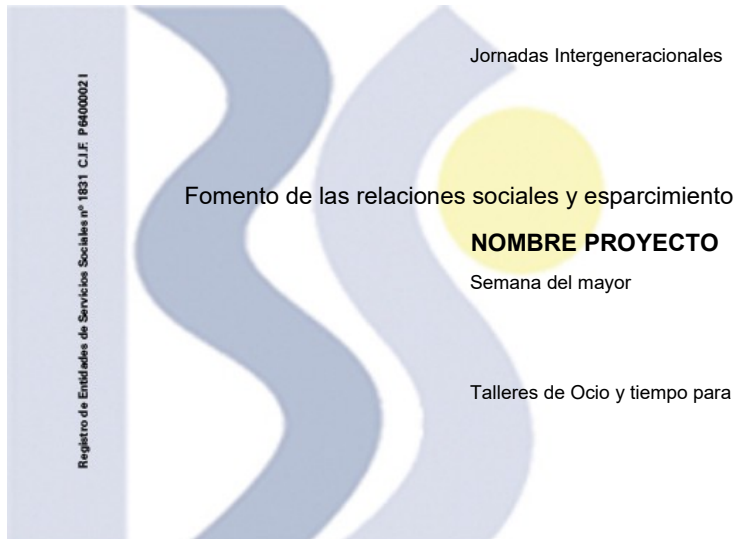 Jornadas Intergeneracionales
Fomento de las relaciones sociales y esparcimiento
NOMBRE PROYECTO
Semana del mayor
Talleres de Ocio y tiempo para
Registro de Entidades de Servicios Sociales nº 1831 C.I.F. P6400002 I